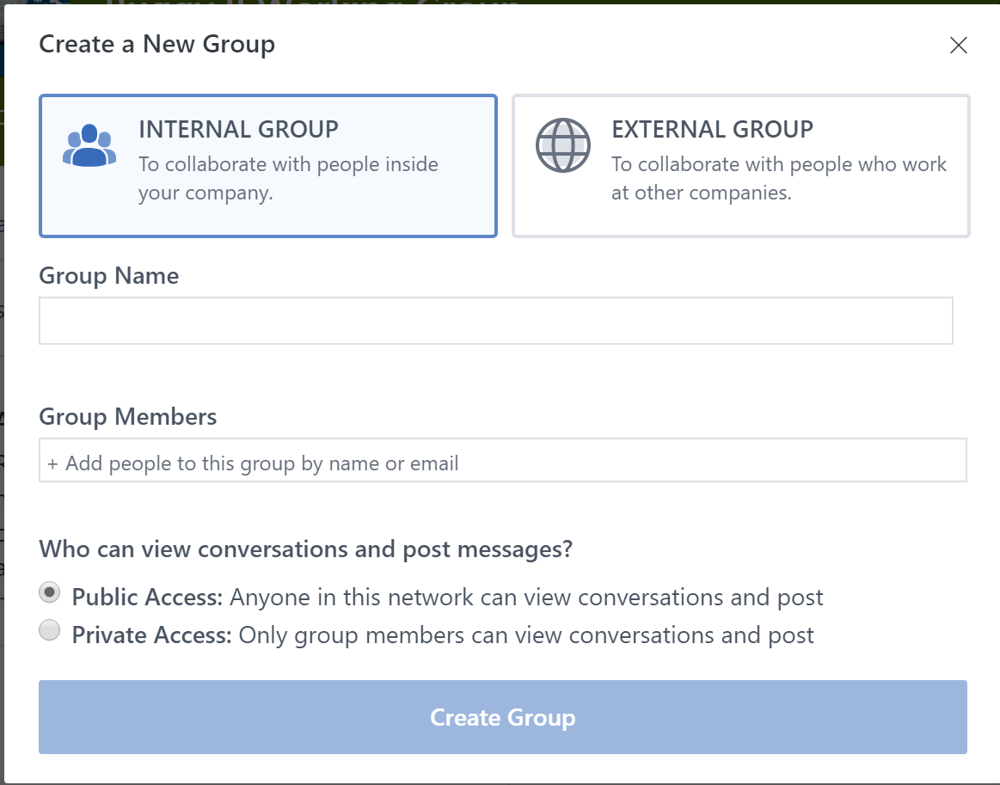 Create a New Group
INTERNAL GROUP
To collaborate with people inside
your company.
EXTERNAL GROUP
To collaborate with people who work
at other companies.
Group Name
Group Members
+ Add people to this group by name or email
Who can view conversations and post messages?
Public Access: Anyone in this network can view conversations and post
Private Access: Only group members can view conversations and post
Create Group